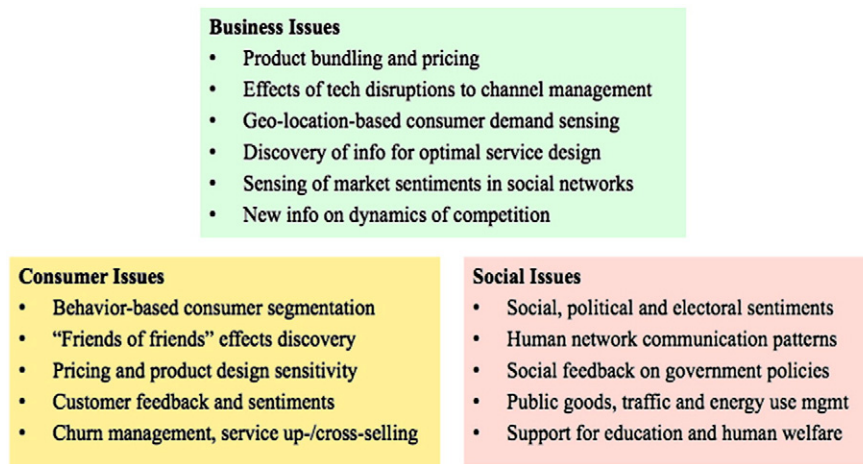 Business Issues
• Product bundling and pricing
• Effects of tech disruptions to channel management
• Geo-location-based consumer demand sensing
• Discovery of info for optimal service design
• Sensing of market sentiments in social networks
• New info on dynamics of competition
Consumer Issues
• Behavior-based consumer segmentation
• “Friends of friends” effects discovery
• Pricing and product design sensitivity
• Customer feedback and sentiments
• Churn management, service up-/cross-selling
Social Issues
• Social, political and electoral sentiments
• Human network communication patterns
• Social feedback on government policies
• Public goods, traffic and energy use mgmt
• Support for education and human welfare